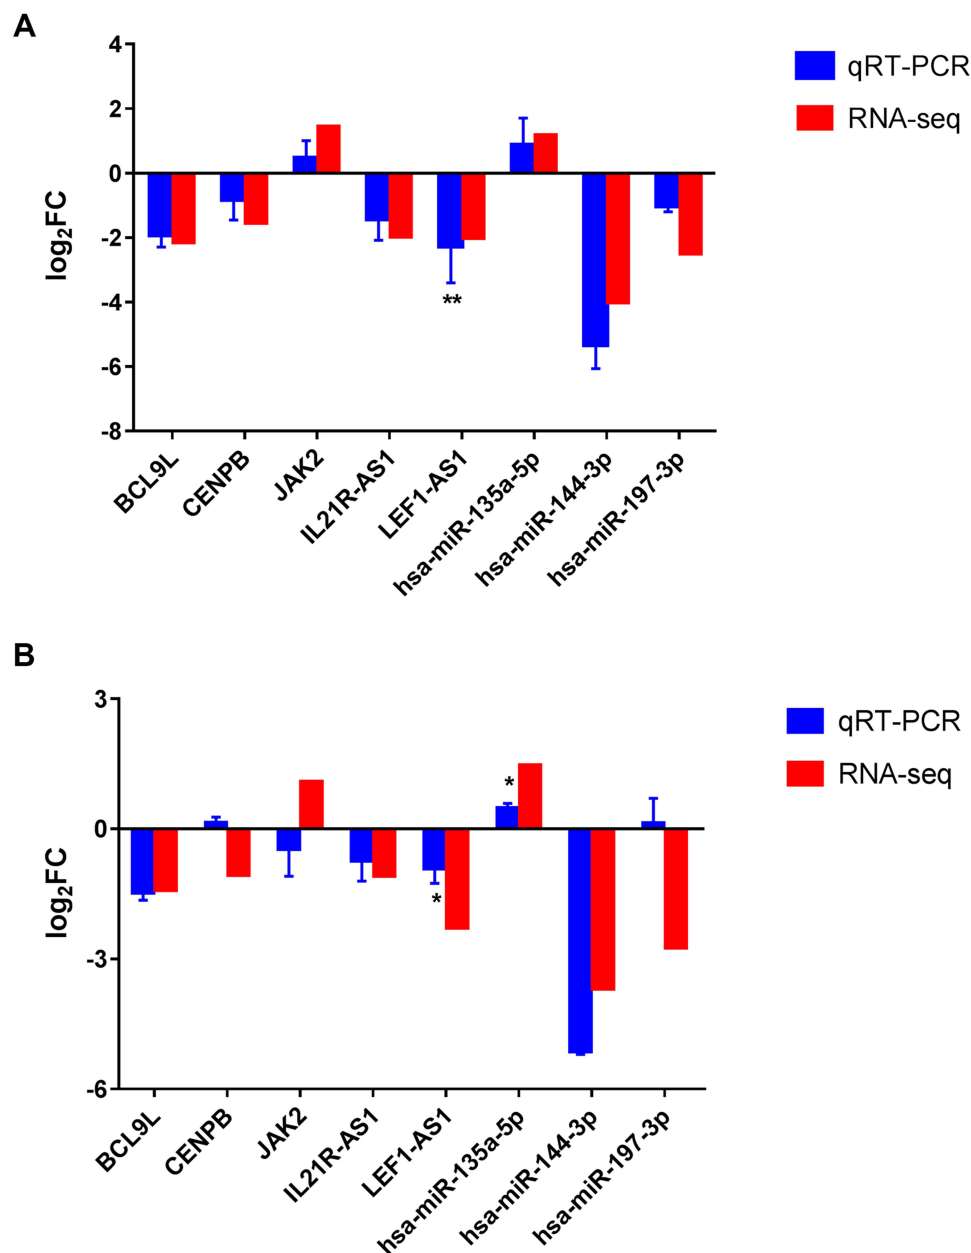 A
qRT-PCR
RNA-seq
log2FC
4
2
0
-2
-4
-6
-8
**
BCL9L
CENPB
JAK2
IL21R-AS1
LEF1-AS1
hsa-miR-135a-5p
hsa-miR-144-3p
hsa-miR-197-3p
B
qRT-PCR
RNA-seq
log2FC
3
0
-3
-6
*
*
BCL9L
CENPB
JAK2
IL21R-AS1
LEF1-AS1
hsa-miR-135a-5p
hsa-miR-144-3p
hsa-miR-197-3p